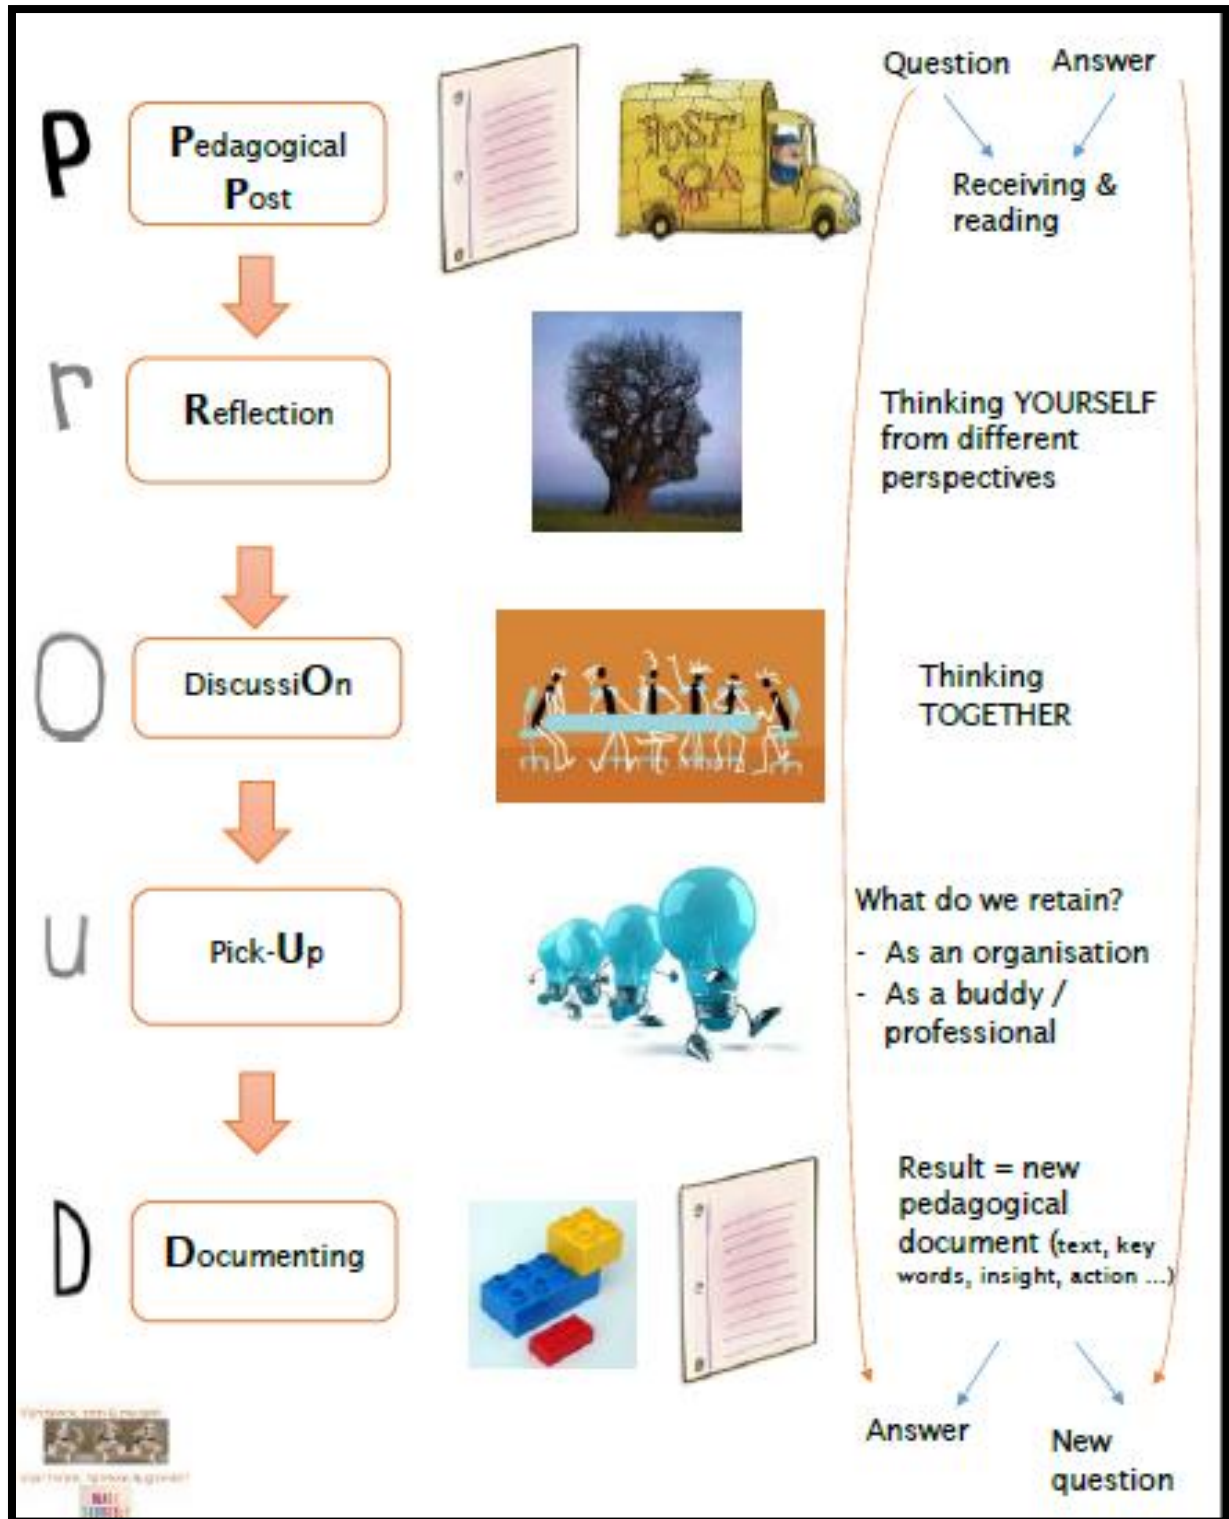 Question Answer
P
Pedagogical
Post
POST
Receiving &
reading
r
Reflection
Thinking YOURSELF
from different
perspectives
O
DiscussiOn
Thinking
TOGETHER
u
Pick-Up
What do we retain?
- As an organisation
- As a buddy /
professional
D
Documenting
Result = new
pedagogical
document (text, key
words, insight, action ...)
Answer
New
question